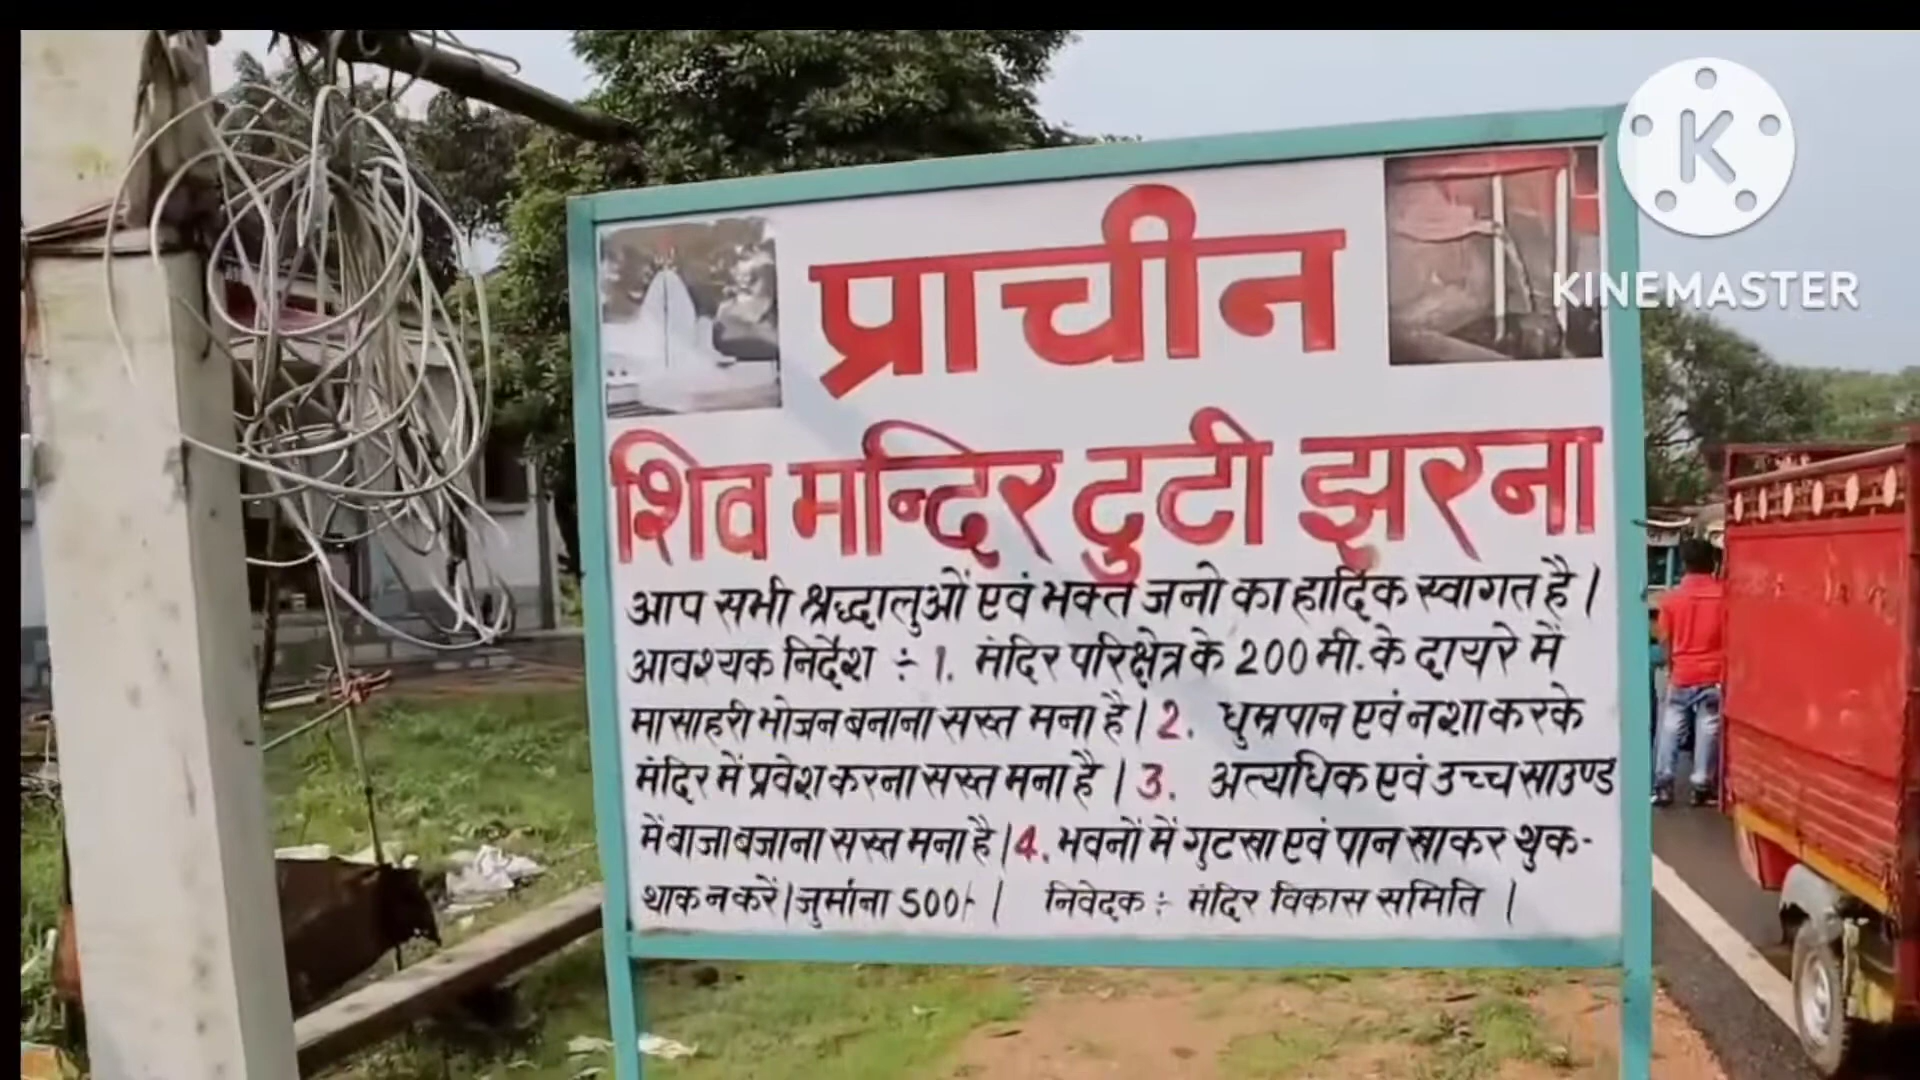 प्राचीन
शिव मन्दिर टुटी झरना
आप सभी श्रद्धालुओं एवं भक्त जनो का हार्दिक स्वागत है।
आवश्यक निर्देश ÷ 1. मंदिर परिक्षेत्र के 200 मी. के दायरे में
मासाहरी भोजन बनाना सख्त मना है। 2. धुम्रपान एवं नशा करके
मंदिर में प्रवेश करना सख्त मना है। 3. अत्यधिक एवं उच्च साउण्ड
में बाजा बजाना सख्त मना है। 4. भवनों में गुटखा एवं पान खाकर थुक-
थाक न करें। जुर्माना 500/- । निवेदक ÷ मंदिर विकास समिति ।
K
KINEMASTER